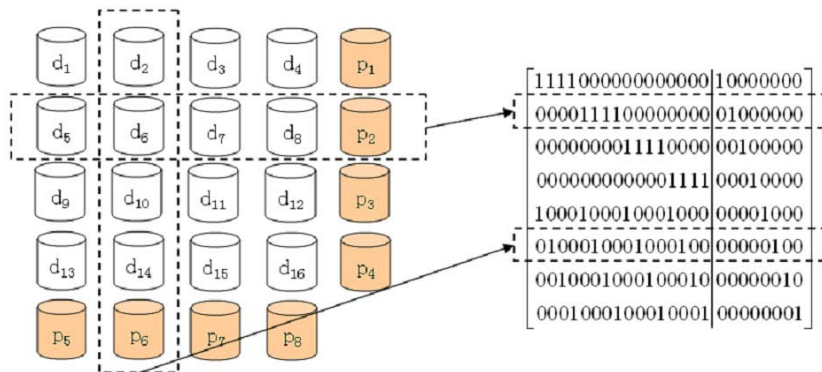 d₁ d₂ d₃ d₄ p₁
d₅ d₆ d₇ d₈ p₂
d₉ d₁₀ d₁₁ d₁₂ p₃
d₁₃ d₁₄ d₁₅ d₁₆ p₄
p₅ p₆ p₇ p₈
1111000000000000 10000000
0000111100000000 01000000
0000000011110000 00100000
0000000000001111 00010000
1000100010001000 00001000
0100010001000100 00000100
0010001000100010 00000010
0001000100010001 00000001